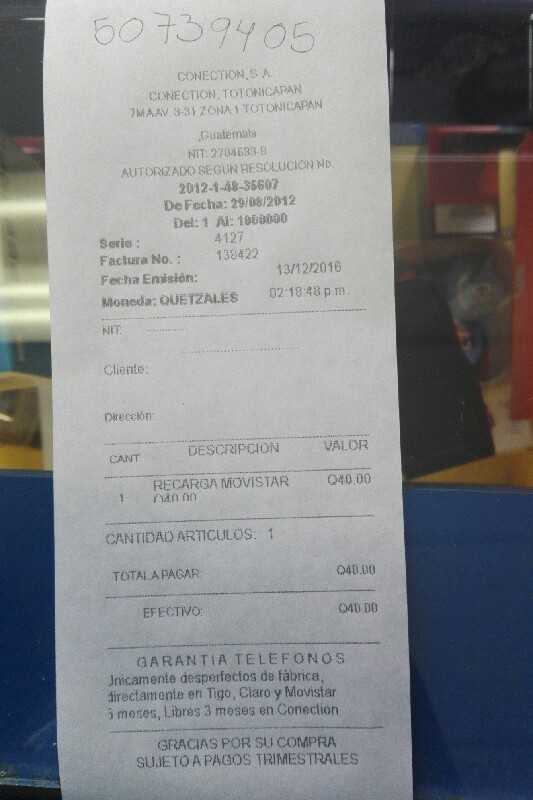 50739405
CONECTION, S.A.
CONECTION, TOTONICAPAN
7MA AV. 3-31 ZONA 1 TOTONICAPAN
,Guatemala
NIT: 2704633-8
AUTORIZADO SEGUN RESOLUCION No.
2012-1-48-35607
De Fecha: 29/08/2012
Del: 1 Al: 1000000
Serie : 4127
Factura No. : 138422
Fecha Emisión: 13/12/2016
Moneda: QUETZALES 02:18:48 p.m.
NIT:
Cliente:
Dirección:
CANT. DESCRIPCION VALOR
1 RECARGA MOVISTAR Q40.00
Q40.00
CANTIDAD ARTICULOS: 1
TOTAL A PAGAR: Q40.00
EFECTIVO: Q40.00
GARANTIA TELEFONOS
Unicamente desperfectos de fábrica,
directamente en Tigo, Claro y Movistar
meses, Libres 3 meses en Conection
GRACIAS POR SU COMPRA
SUJETO A PAGOS TRIMESTRALES